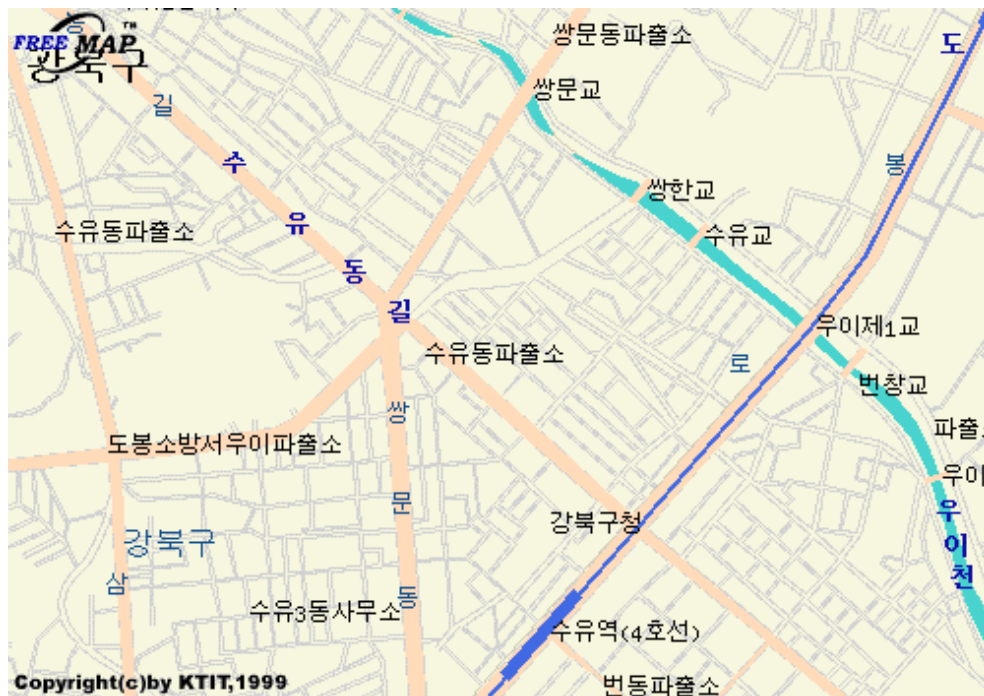 FREE MAP™
강북구
쌍문동파출소
도
길
쌍문교
수
봉
쌍한교
유
수유동파출소
수유교
동
길
우이제1교
수유동파출소
로
번창교
쌍
파출
도봉소방서우이파출소
우이
문
강북구청
우
강북구
이
삼
천
수유3동사무소
동
수유역(4호선)
번동파출소
Copyright(c)by KTIT,1999